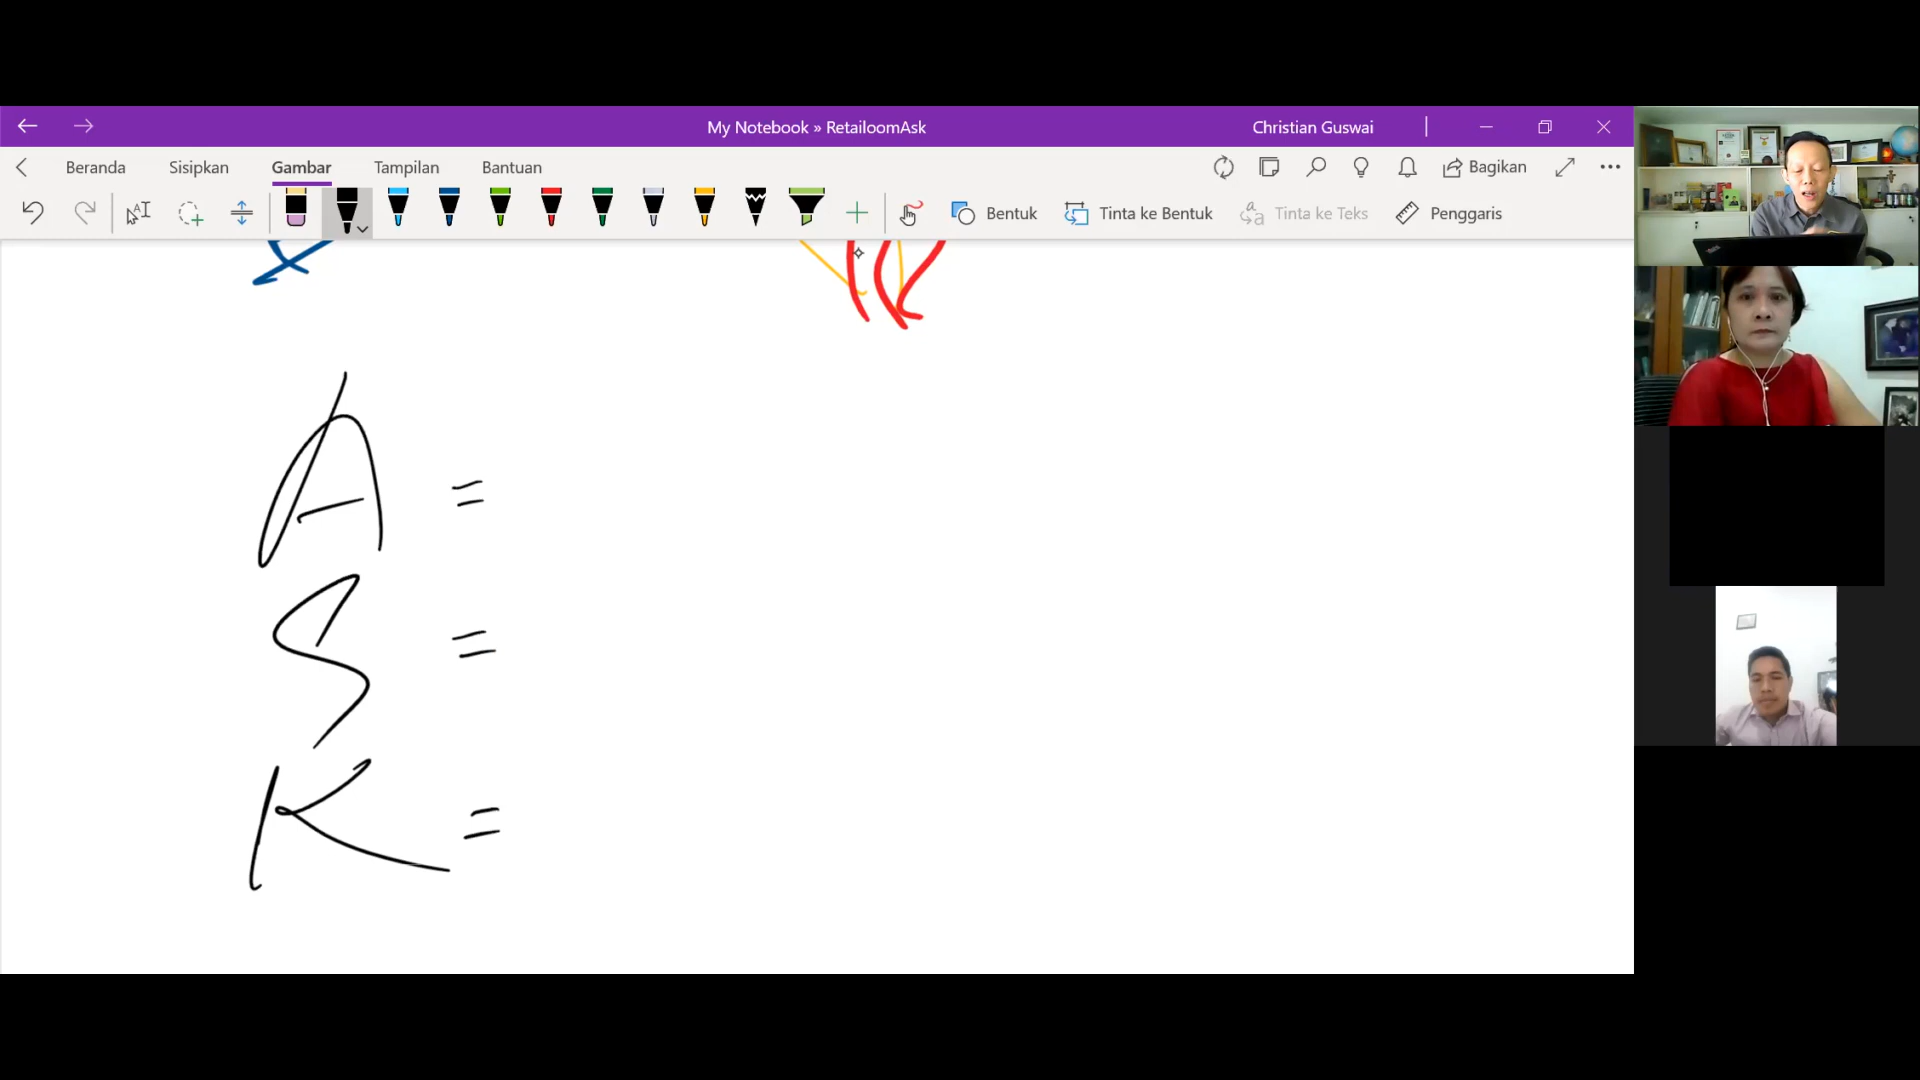 My Notebook » RetailoomAsk
Christian Guswai
Beranda Sisipkan Gambar Tampilan Bantuan
Bagikan
Bentuk Tinta ke Bentuk Tinta ke Teks Penggaris
A =
S =
K =